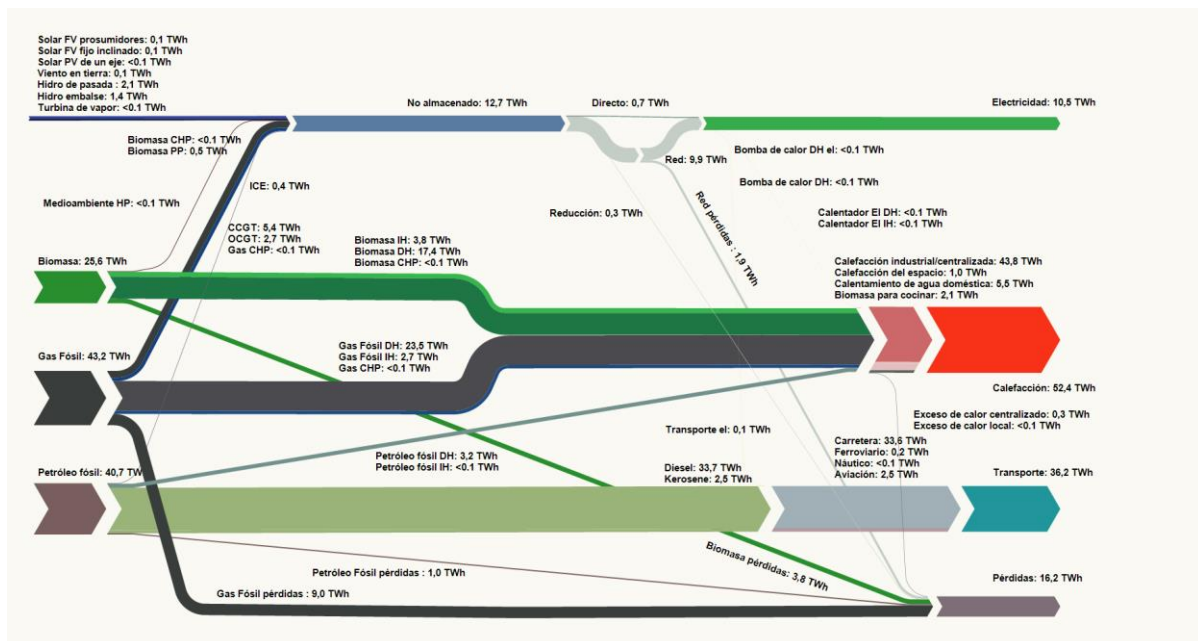 Solar FV prosumidores: 0,1 TWh
Solar FV fijo inclinado: 0,1 TWh
Solar PV de un eje: <0.1 TWh
Viento en tierra: 0,1 TWh
Hidro de pasada : 2,1 TWh
Hidro embalse: 1,4 TWh
Turbina de vapor: <0.1 TWh
No almacenado: 12,7 TWh
Directo: 0,7 TWh
Electricidad: 10,5 TWh
Biomasa CHP: <0.1 TWh
Biomasa PP: 0,5 TWh
Red: 9,9 TWh
Bomba de calor DH el: <0.1 TWh
ICE: 0,4 TWh
Bomba de calor DH: <0.1 TWh
Medioambiente HP: <0.1 TWh
Reducción: 0,3 TWh
Red pérdidas : 1,9 TWh
Calentador El DH: <0.1 TWh
Calentador El IH: <0.1 TWh
CCGT: 5,4 TWh
OCGT: 2,7 TWh
Gas CHP: <0.1 TWh
Biomasa IH: 3,8 TWh
Biomasa DH: 17,4 TWh
Biomasa CHP: <0.1 TWh
Biomasa: 25,6 TWh
Calefacción industrial/centralizada: 43,8 TWh
Calefacción del espacio: 1,0 TWh
Calentamiento de agua doméstica: 5,5 TWh
Biomasa para cocinar: 2,1 TWh
Gas Fósil: 43,2 TWh
Gas Fósil DH: 23,5 TWh
Gas Fósil IH: 2,7 TWh
Gas CHP: <0.1 TWh
Calefacción: 52,4 TWh
Exceso de calor centralizado: 0,3 TWh
Exceso de calor local: <0.1 TWh
Transporte el: 0,1 TWh
Carretera: 33,6 TWh
Ferroviario: 0,2 TWh
Náutico: <0.1 TWh
Aviación: 2,5 TWh
Petróleo fósil DH: 3,2 TWh
Petróleo fósil IH: <0.1 TWh
Petróleo fósil: 40,7 TW
Diesel: 33,7 TWh
Kerosene: 2,5 TWh
Transporte: 36,2 TWh
Biomasa pérdidas: 3,8 TWh
Petróleo Fósil pérdidas : 1,0 TWh
Pérdidas: 16,2 TWh
Gas Fósil pérdidas : 9,0 TWh